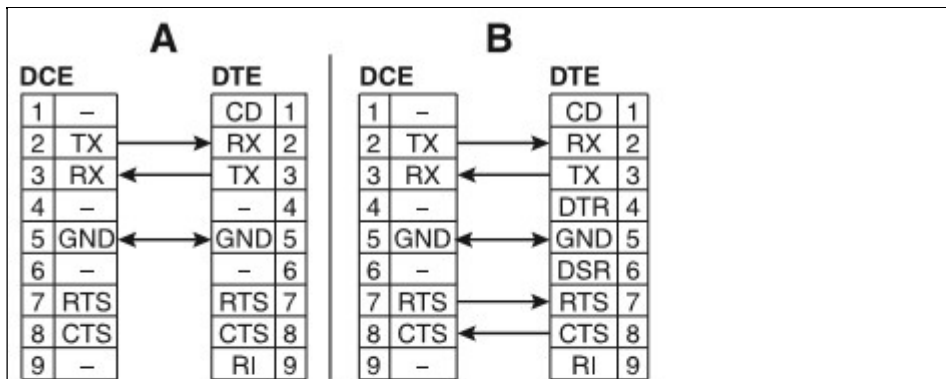 A B
DCE DTE DCE DTE
1 – CD 1 1 – CD 1
2 TX RX 2 2 TX RX 2
3 RX TX 3 3 RX TX 3
4 – – 4 4 – DTR 4
5 GND GND 5 5 GND GND 5
6 – – 6 6 – DSR 6
7 RTS RTS 7 7 RTS RTS 7
8 CTS CTS 8 8 CTS CTS 8
9 – RI 9 9 – RI 9